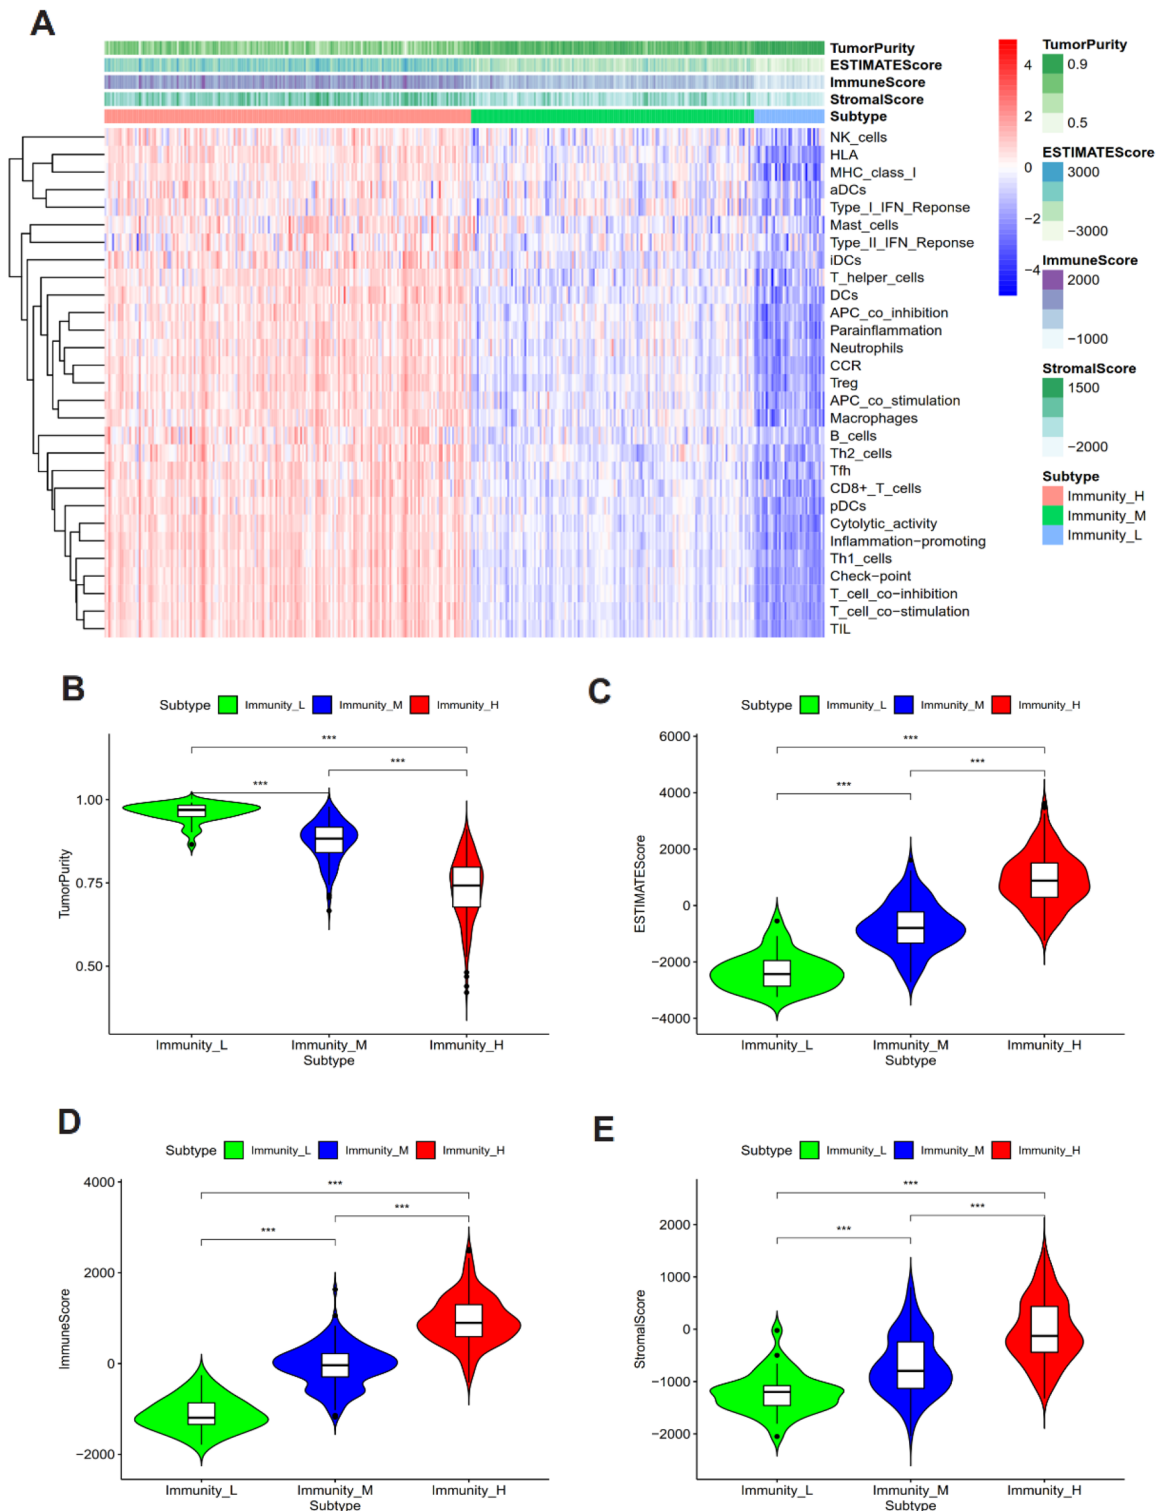 A
TumorPurity
ESTIMATEScore
ImmuneScore
StromalScore
Subtype
NK_cells
HLA
MHC_class_I
aDCs
Type_I_IFN_Reponse
Mast_cells
Type_II_IFN_Reponse
iDCs
T_helper_cells
DCs
APC_co_inhibition
Parainflammation
Neutrophils
CCR
Treg
APC_co_stimulation
Macrophages
B_cells
Th2_cells
Tfh
CD8+_T_cells
pDCs
Cytolytic_activity
Inflammation−promoting
Th1_cells
Check−point
T_cell_co−inhibition
T_cell_co−stimulation
TIL
4
2
0
−2
−4
TumorPurity
0.9
0.5
ESTIMATEScore
3000
−3000
ImmuneScore
2000
−1000
StromalScore
1500
−2000
Subtype
Immunity_H
Immunity_M
Immunity_L
B
Subtype Immunity_L Immunity_M Immunity_H
***
***
***
1.00
0.75
0.50
TumorPurity
Immunity_L Immunity_M Immunity_H
Subtype
C
Subtype Immunity_L Immunity_M Immunity_H
***
***
***
6000
4000
2000
0
−2000
−4000
ESTIMATEScore
Immunity_L Immunity_M Immunity_H
Subtype
D
Subtype Immunity_L Immunity_M Immunity_H
***
***
***
4000
2000
0
−2000
ImmuneScore
Immunity_L Immunity_M Immunity_H
Subtype
E
Subtype Immunity_L Immunity_M Immunity_H
***
***
***
2000
1000
0
−1000
−2000
StromalScore
Immunity_L Immunity_M Immunity_H
Subtype